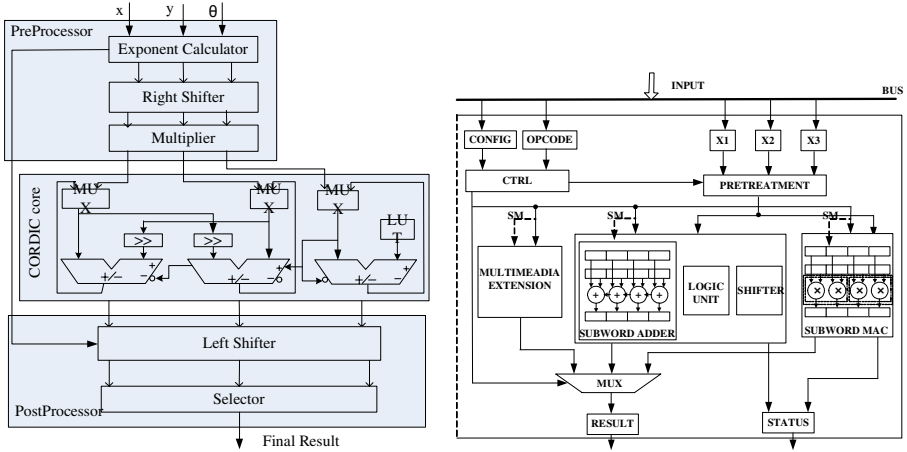 x y θ
PreProcessor
Exponent Calculator
Right Shifter
Multiplier
CORDIC core
MU
X
MU
X
MU
X
LU
T
>> >>
+/− − + +/− − + +/− − +
Left Shifter
PostProcessor
Selector
Final Result
INPUT
BUS
CONFIG OPCODE X1 X2 X3
CTRL PRETREATMENT
SM SM SM
MULTIMEADIA
EXTENSION
+ + + +
SUBWORD ADDER
LOGIC
UNIT
SHIFTER
× × × ×
SUBWORD MAC
MUX
RESULT STATUS